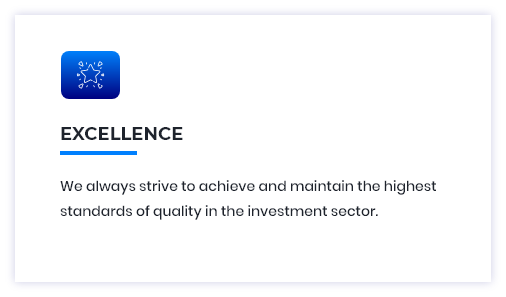 EXCELLENCE
We always strive to achieve and maintain the highest
standards of quality in the investment sector.